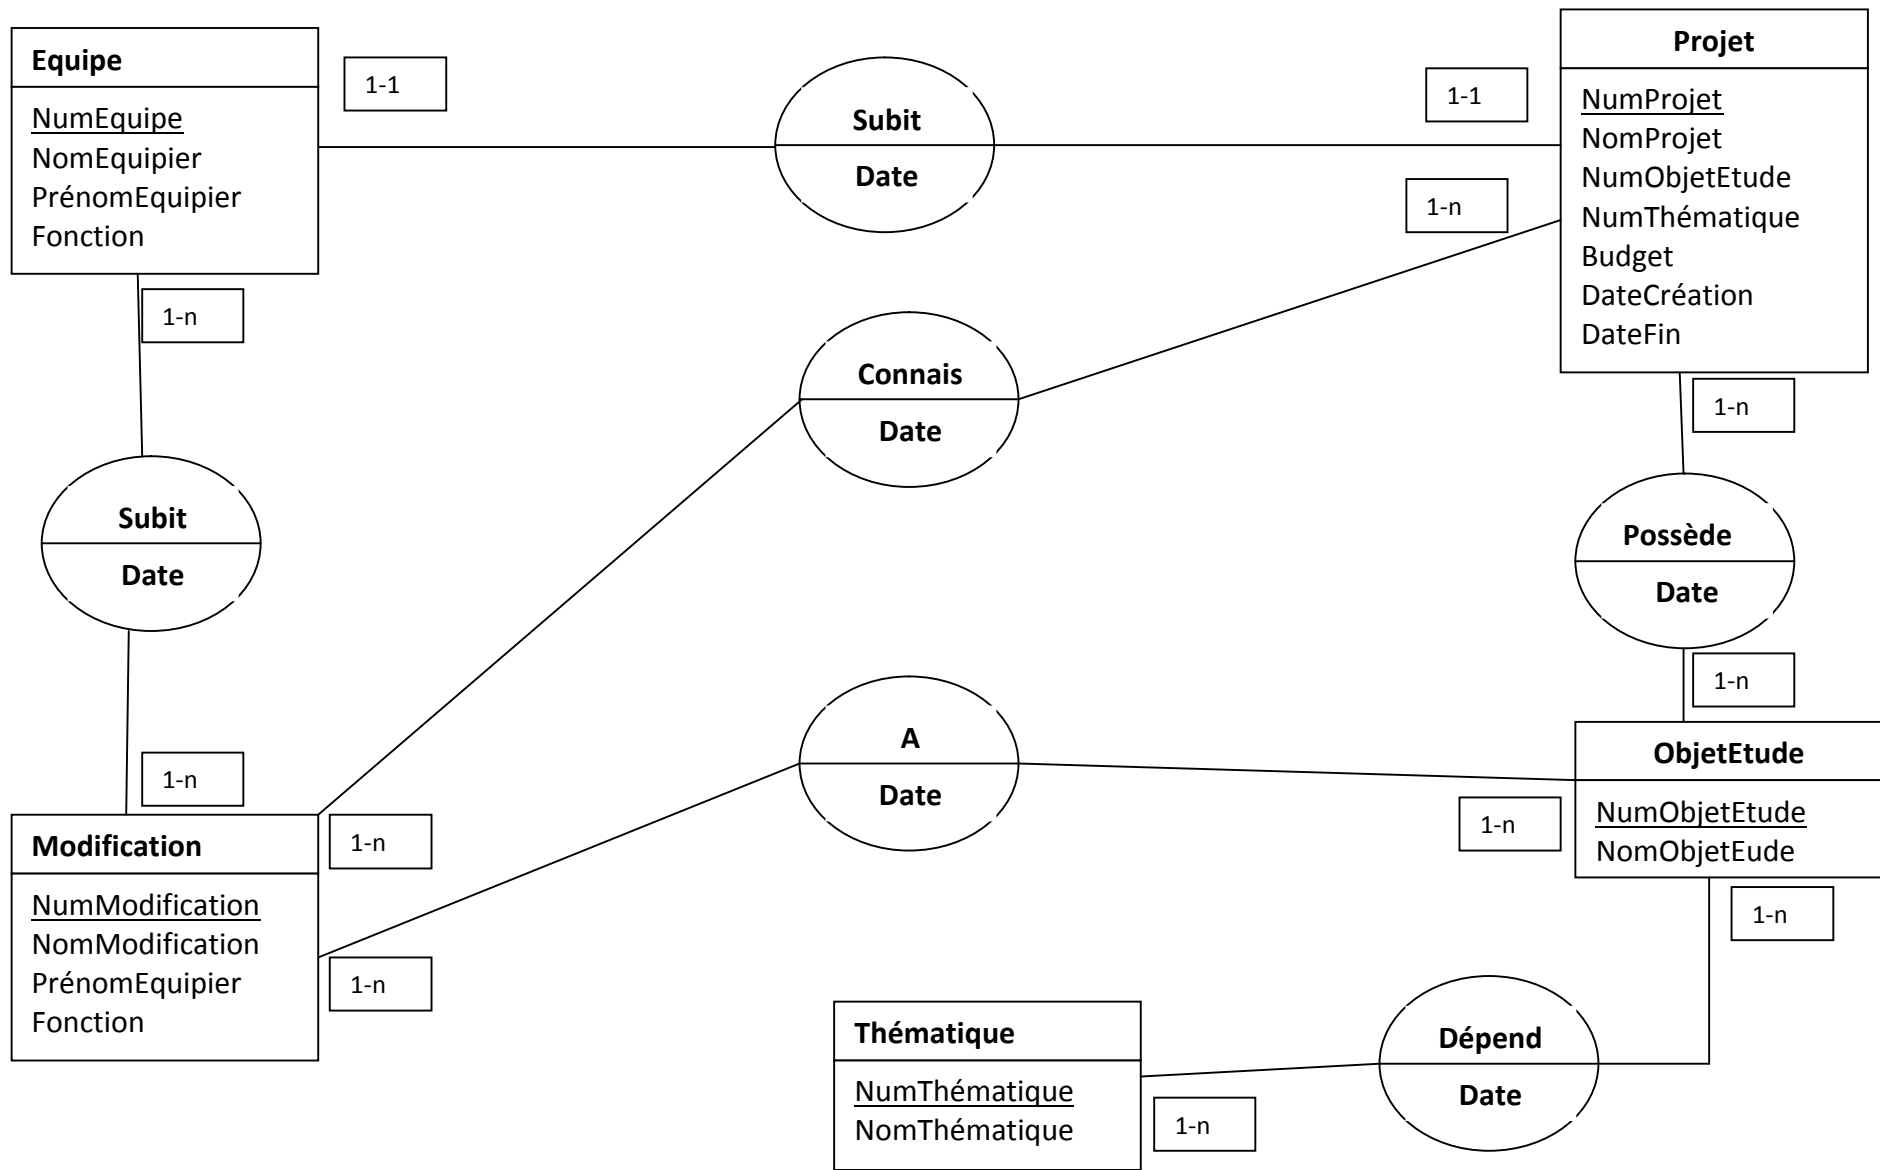 Equipe
NumEquipe
NomEquipier
PrénomEquipier
Fonction
1-1
Subit
Date
1-1
Projet
NumProjet
NomProjet
NumObjetEtude
NumThématique
Budget
DateCréation
DateFin
1-n
1-n
Connais
Date
1-n
Subit
Date
Possède
Date
1-n
1-n
A
Date
ObjetEtude
NumObjetEtude
NomObjetEude
1-n
1-n
Modification
NumModification
NomModification
PrénomEquipier
Fonction
1-n
1-n
Thématique
NumThématique
NomThématique
1-n
Dépend
Date